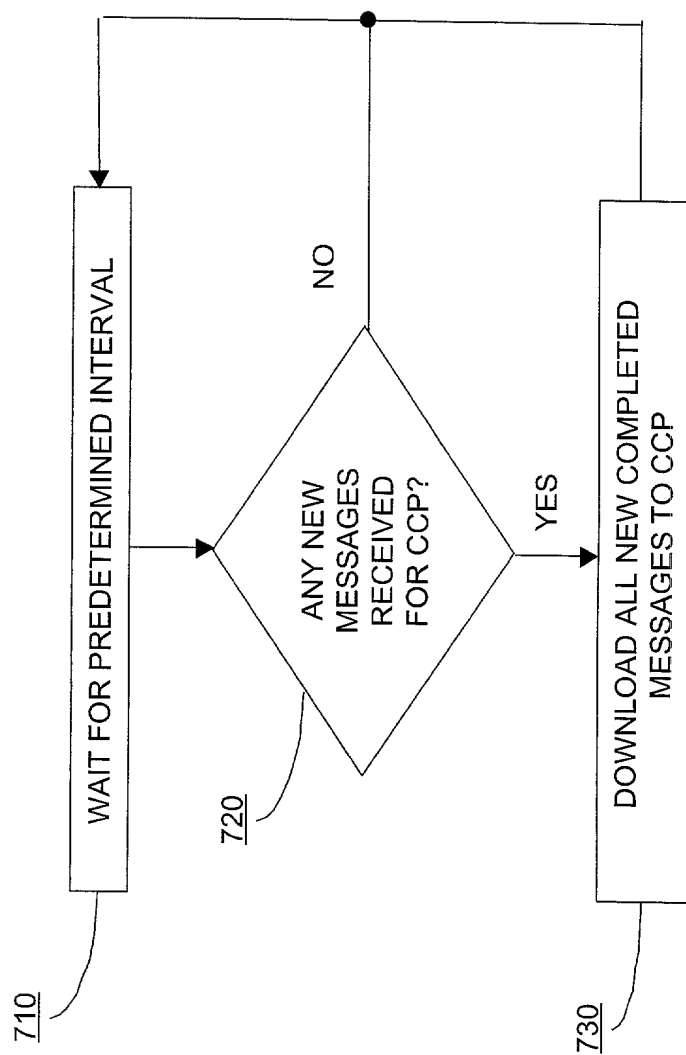 710
WAIT FOR PREDETERMINED INTERVAL
720
ANY NEW
MESSAGES
RECEIVED
FOR CCP?
NO
YES
730
DOWNLOAD ALL NEW COMPLETED
MESSAGES TO CCP